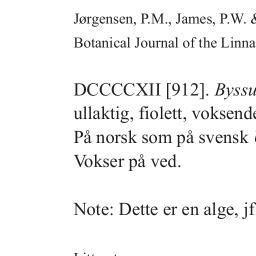 Jørgensen, P.M., James, P.W. &
Botanical Journal of the Linna
DCCCCXII [912]. Byssu
ullaktig, fiolett, voksende
På norsk som på svensk
Vokser på ved.
Note: Dette er en alge, jf